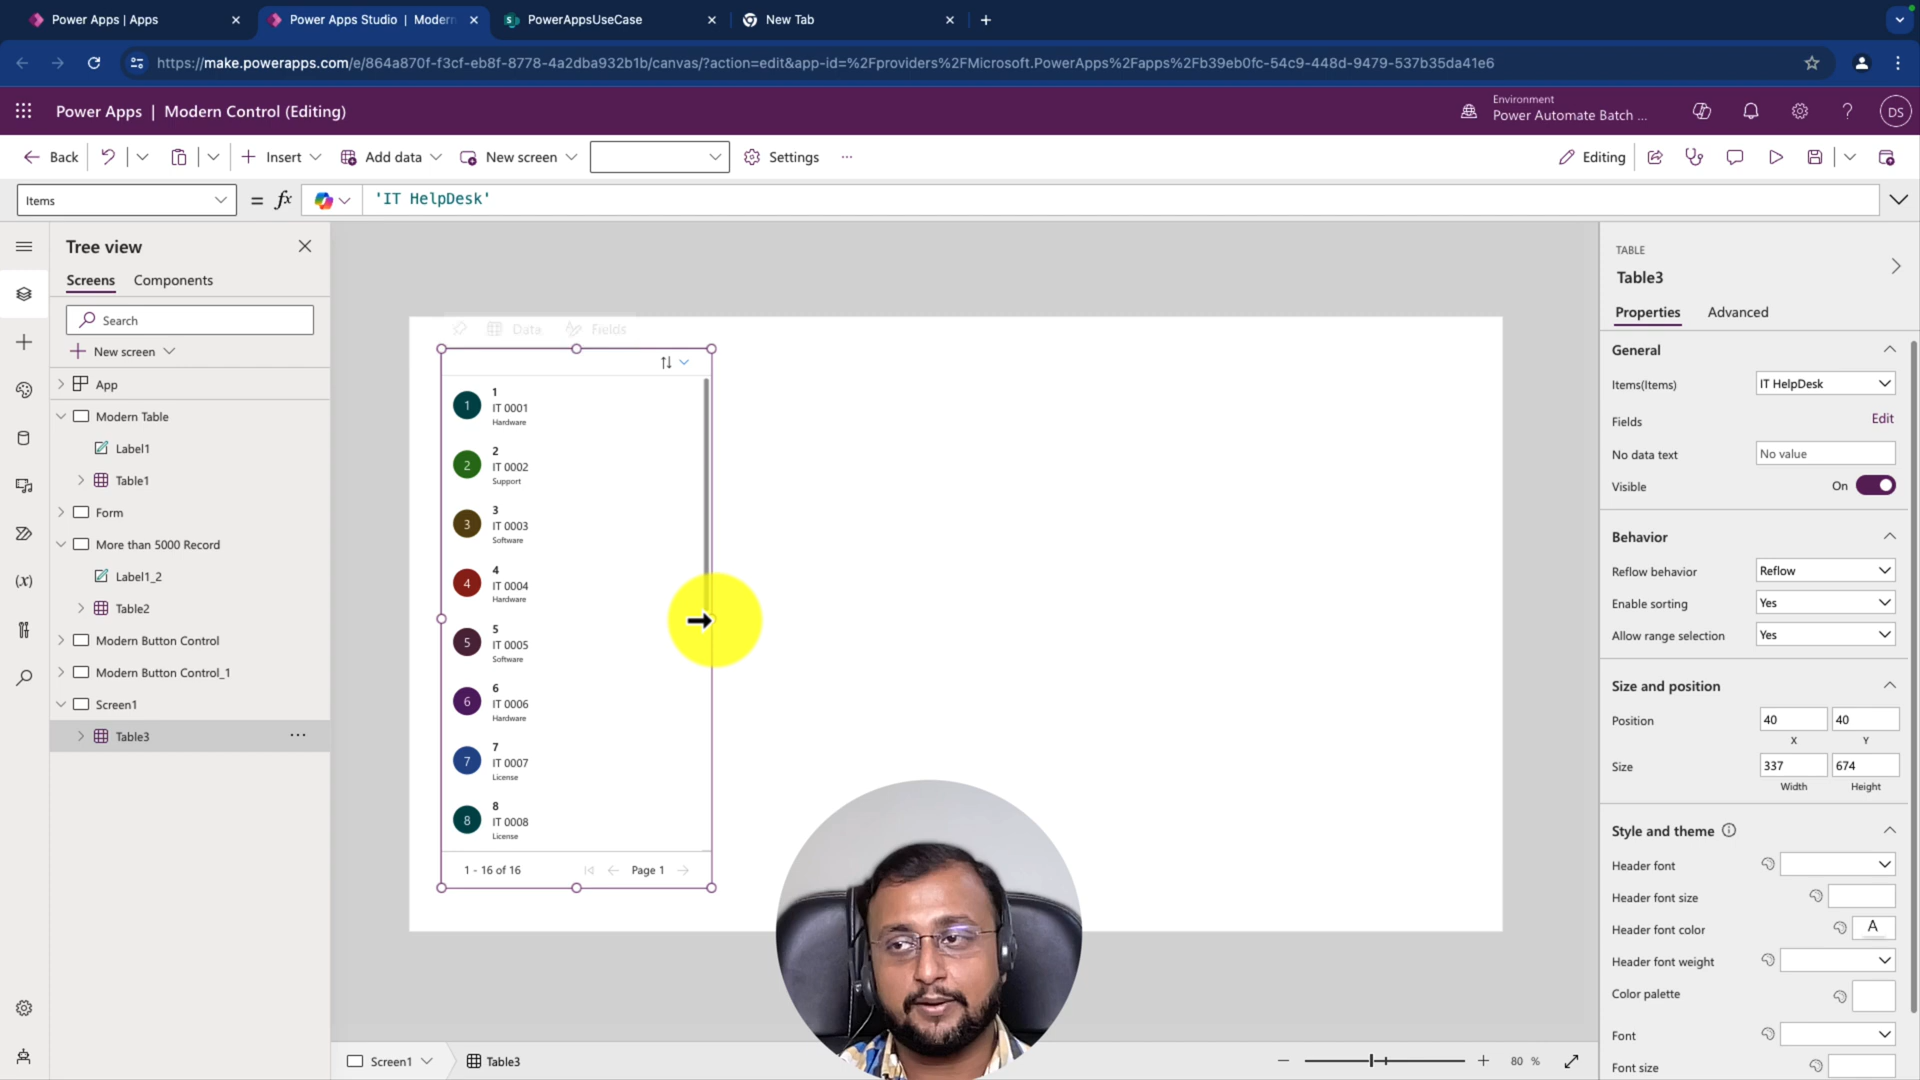 Power Apps | Apps
Power Apps Studio | Modern
PowerAppsUseCase
New Tab
https://make.powerapps.com/e/864a870f-f3cf-eb8f-8778-4a2dba932b1b/canvas/?action=edit&app-id=%2Fproviders%2FMicrosoft.PowerApps%2Fapps%2Fb39eb0fc-54c9-448d-9479-537b35da41e6
Power Apps | Modern Control (Editing)
Environment
Power Automate Batch ...
DS
Back
Insert
Add data
New screen
Settings
Editing
Items
= fx
'IT HelpDesk'
Tree view
Screens
Components
Search
New screen
App
Modern Table
Label1
Table1
Form
More than 5000 Record
Label1_2
Table2
Modern Button Control
Modern Button Control_1
Screen1
Table3
Data
Fields
1
1
IT 0001
Hardware
2
2
IT 0002
Support
3
3
IT 0003
Software
4
4
IT 0004
Hardware
5
5
IT 0005
Software
6
6
IT 0006
Hardware
7
7
IT 0007
License
8
8
IT 0008
License
1 - 16 of 16
Page 1
Screen1
Table3
80 %
TABLE
Table3
Properties
Advanced
General
Items(Items)
IT HelpDesk
Fields
Edit
No data text
No value
Visible
On
Behavior
Reflow behavior
Reflow
Enable sorting
Yes
Allow range selection
Yes
Size and position
Position
40
40
X
Y
Size
337
674
Width
Height
Style and theme
Header font
Header font size
Header font color
A
Header font weight
Color palette
Font
Font size